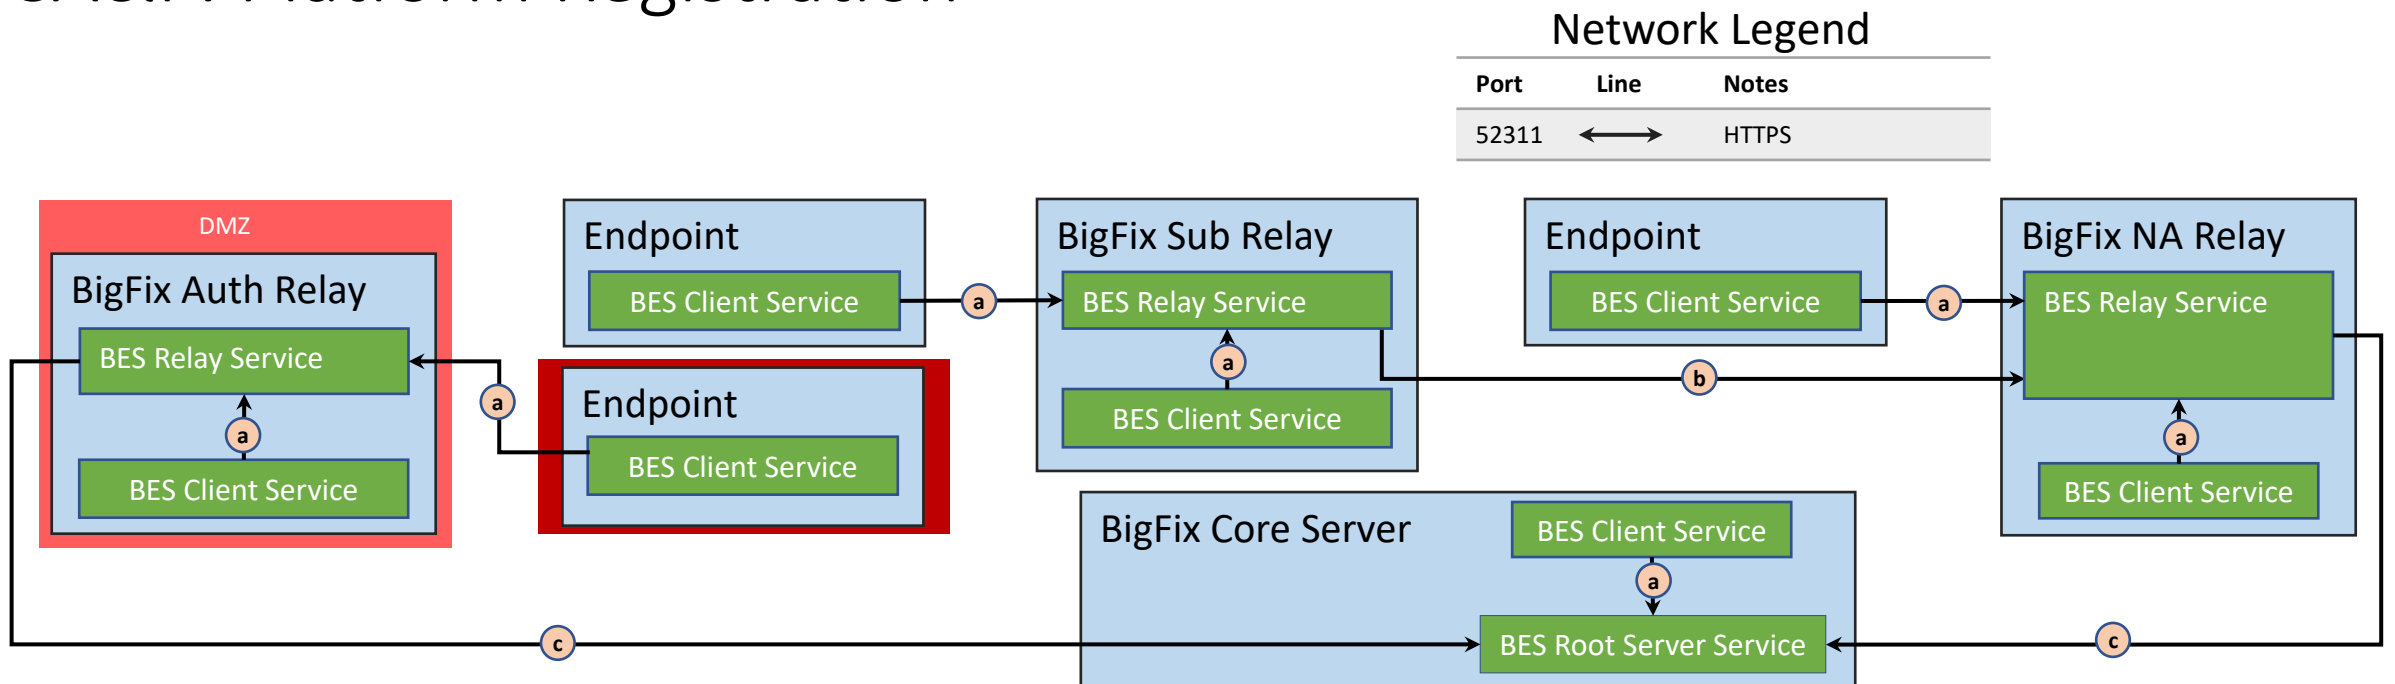 Network Legend
Port Line Notes
52311 HTTPS
DMZ
BigFix Auth Relay
BES Relay Service
a
BES Client Service
a
Endpoint
BES Client Service
a
Endpoint
BES Client Service
BigFix Sub Relay
BES Relay Service
a
BES Client Service
b
Endpoint
BES Client Service
a
BigFix NA Relay
BES Relay Service
a
BES Client Service
BigFix Core Server
BES Client Service
a
BES Root Server Service
c
c